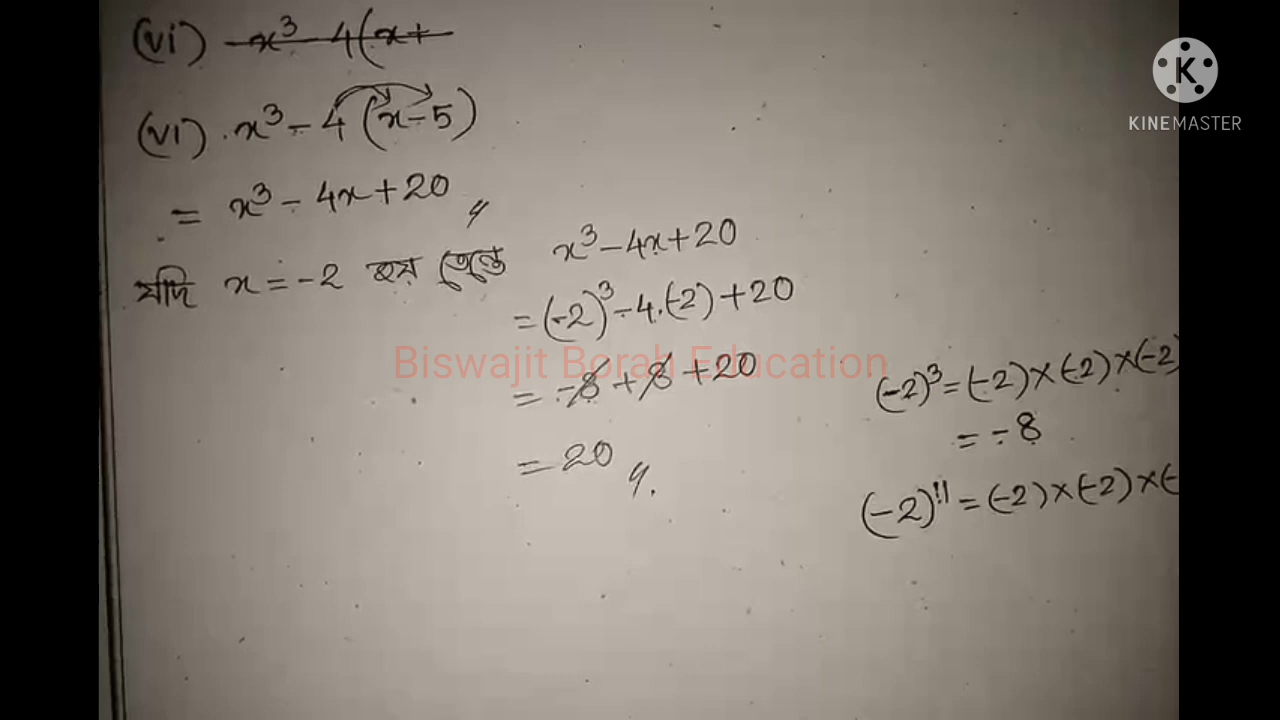 (vi) x³ - 4(x+
(vi) x³ - 4(x-5)
= x³ - 4x + 20
যদি x = -2 হয় তেন্তে x³ - 4x + 20
= (-2)³ - 4.(-2) + 20
= -8 + 8 + 20
= 20
(-2)³ = (-2) × (-2) × (-2)
= -8
(-2)¹¹ = (-2) × (-2) × (-
Biswajit Borah Education
K
KINEMASTER